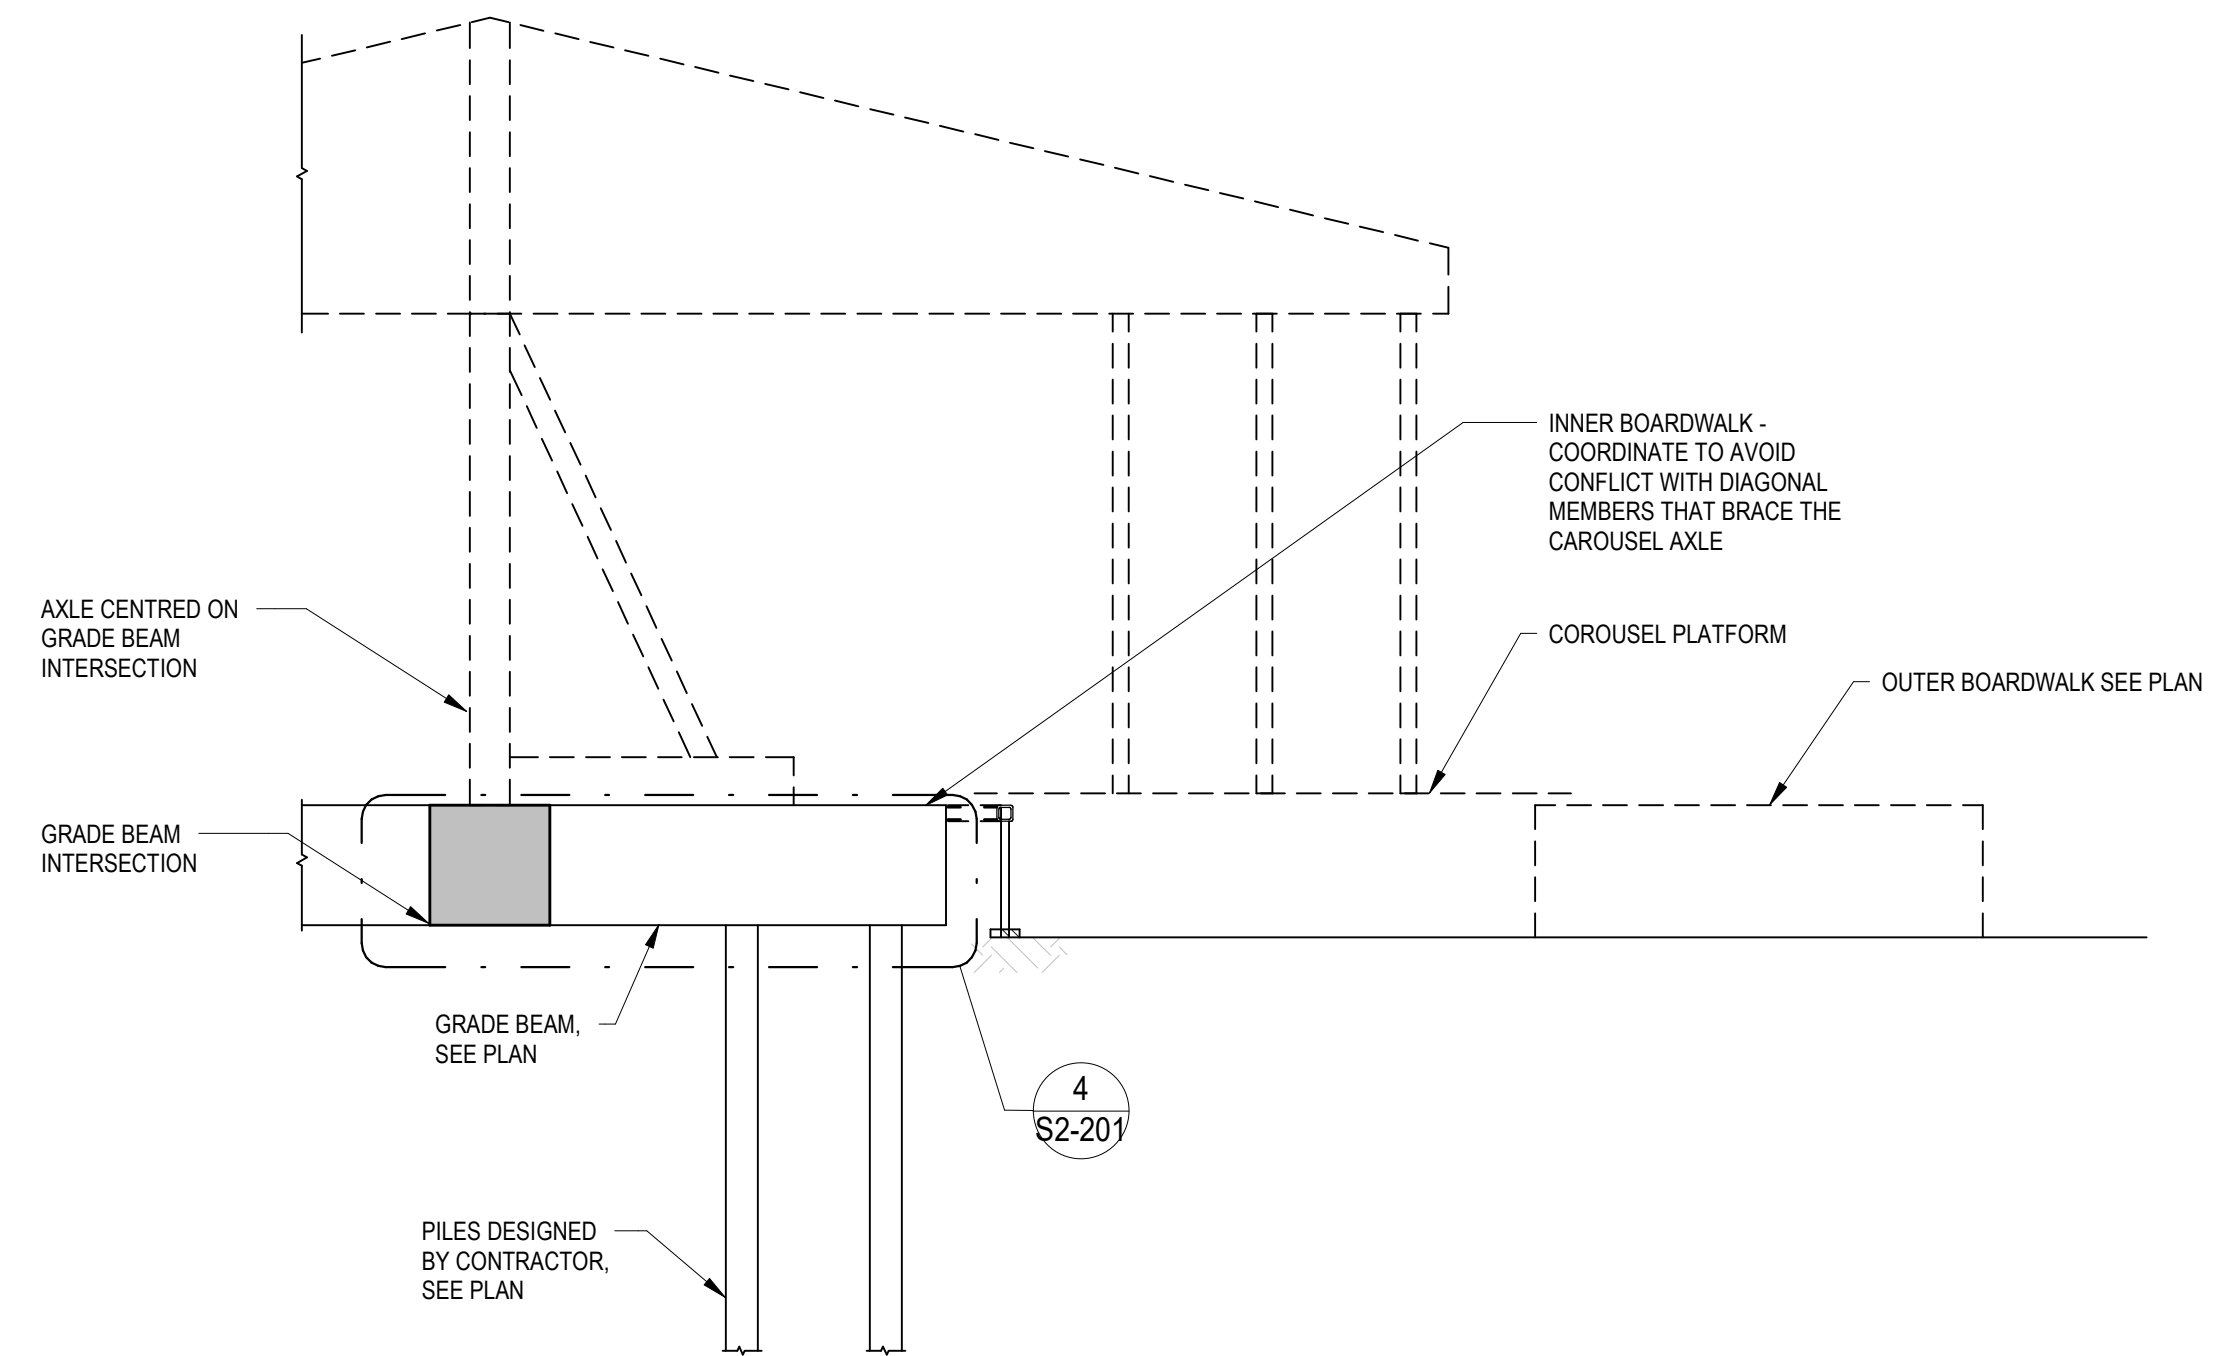 INNER BOARDWALK -
COORDINATE TO AVOID
CONFLICT WITH DIAGONAL
MEMBERS THAT BRACE THE
CAROUSEL AXLE
AXLE CENTRED ON
GRADE BEAM
INTERSECTION
COROUSEL PLATFORM
OUTER BOARDWALK SEE PLAN
GRADE BEAM
INTERSECTION
GRADE BEAM,
SEE PLAN
4
S2-201
PILES DESIGNED
BY CONTRACTOR,
SEE PLAN